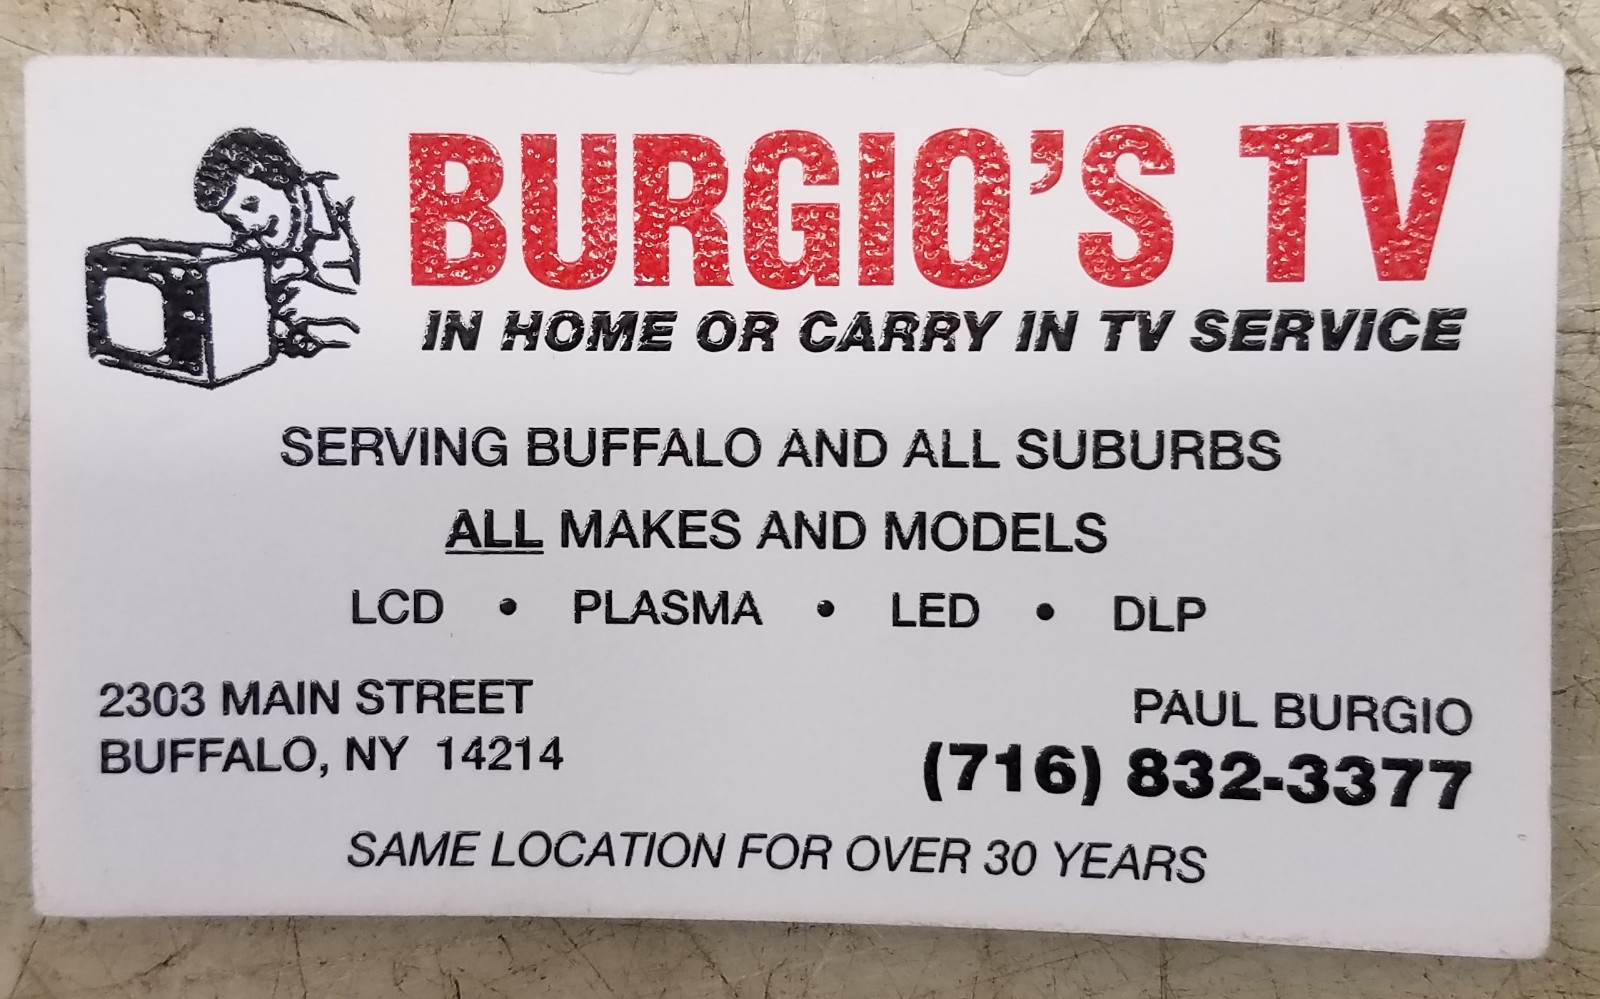 BURGIO'S TV
IN HOME OR CARRY IN TV SERVICE
SERVING BUFFALO AND ALL SUBURBS
ALL MAKES AND MODELS
LCD • PLASMA • LED • DLP
2303 MAIN STREET
BUFFALO, NY 14214
PAUL BURGIO
(716) 832-3377
SAME LOCATION FOR OVER 30 YEARS